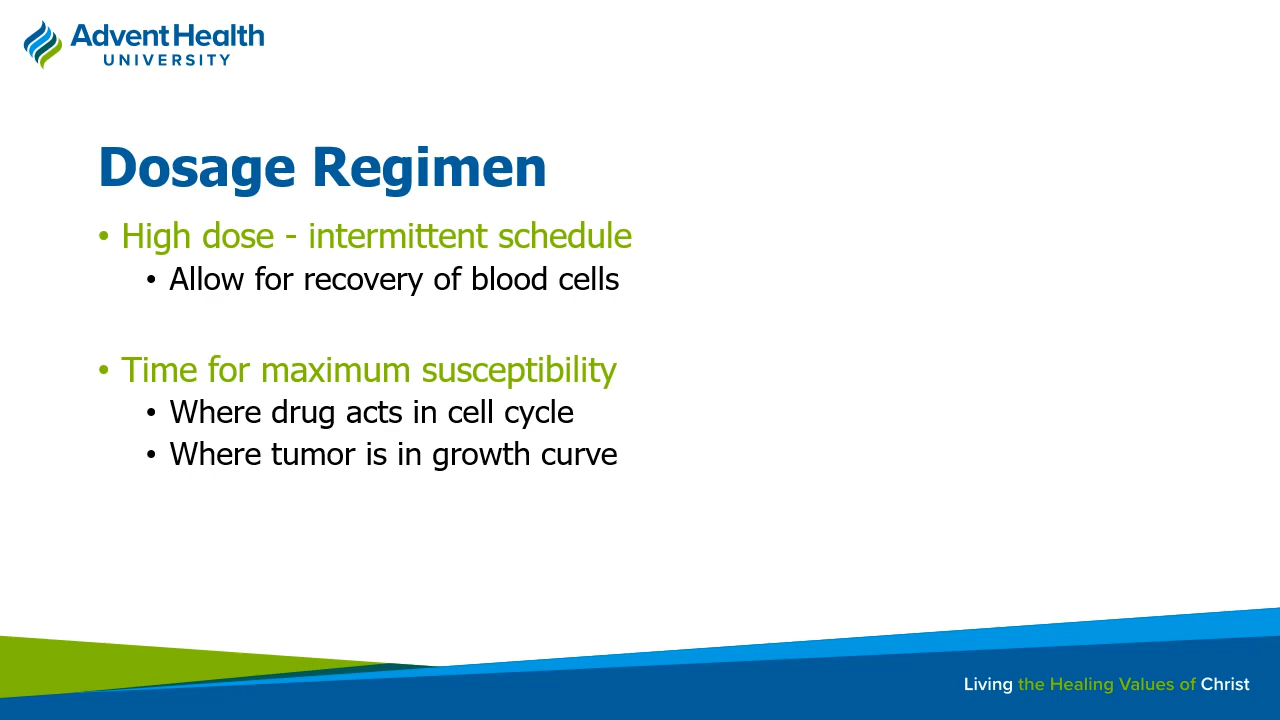 AdventHealth
UNIVERSITY
Dosage Regimen
• High dose - intermittent schedule
• Allow for recovery of blood cells
• Time for maximum susceptibility
• Where drug acts in cell cycle
• Where tumor is in growth curve
Living the Healing Values of Christ